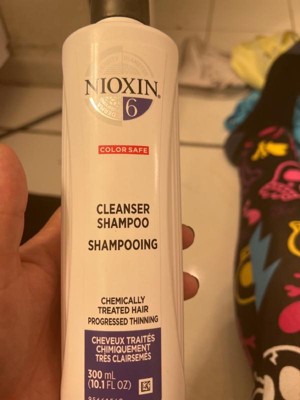 NIOXIN
6
COLOR SAFE
CLEANSER
SHAMPOO
SHAMPOOING
CHEMICALLY
TREATED HAIR
PROGRESSED THINNING
CHEVEUX TRAITÉS
CHIMIQUEMENT
TRÈS CLAIRSEMÉS
300 mL
(10.1 FL OZ)